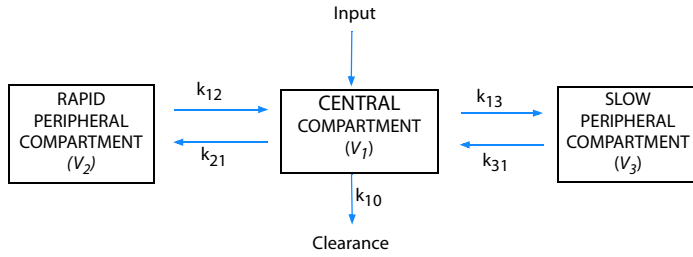 Input
k12
k13
RAPID
PERIPHERAL
COMPARTMENT
(V2)
CENTRAL
COMPARTMENT
(V1)
SLOW
PERIPHERAL
COMPARTMENT
(V3)
k21
k31
k10
Clearance